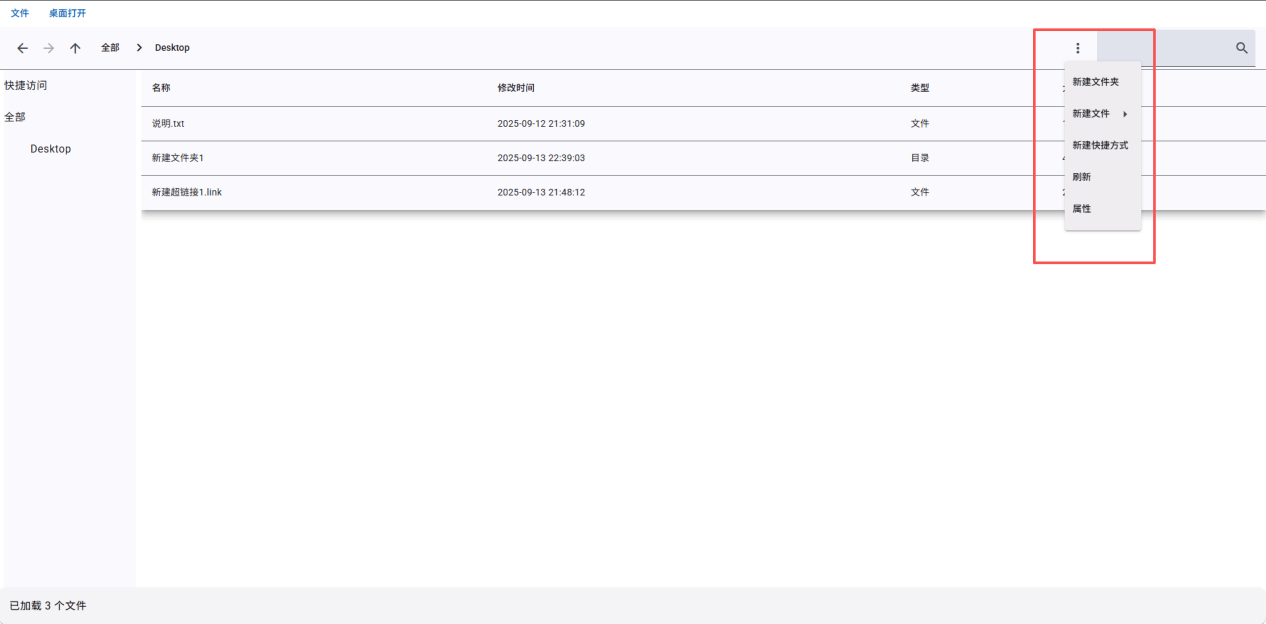 文件 桌面打开
全部 Desktop
快捷访问
全部
Desktop
名称 修改时间 类型
说明.txt 2025-09-12 21:31:09 文件
新建文件夹1 2025-09-13 22:39:03 目录
新建超链接1.link 2025-09-13 21:48:12 文件
新建文件夹
新建文件
新建快捷方式
刷新
属性
已加载 3 个文件